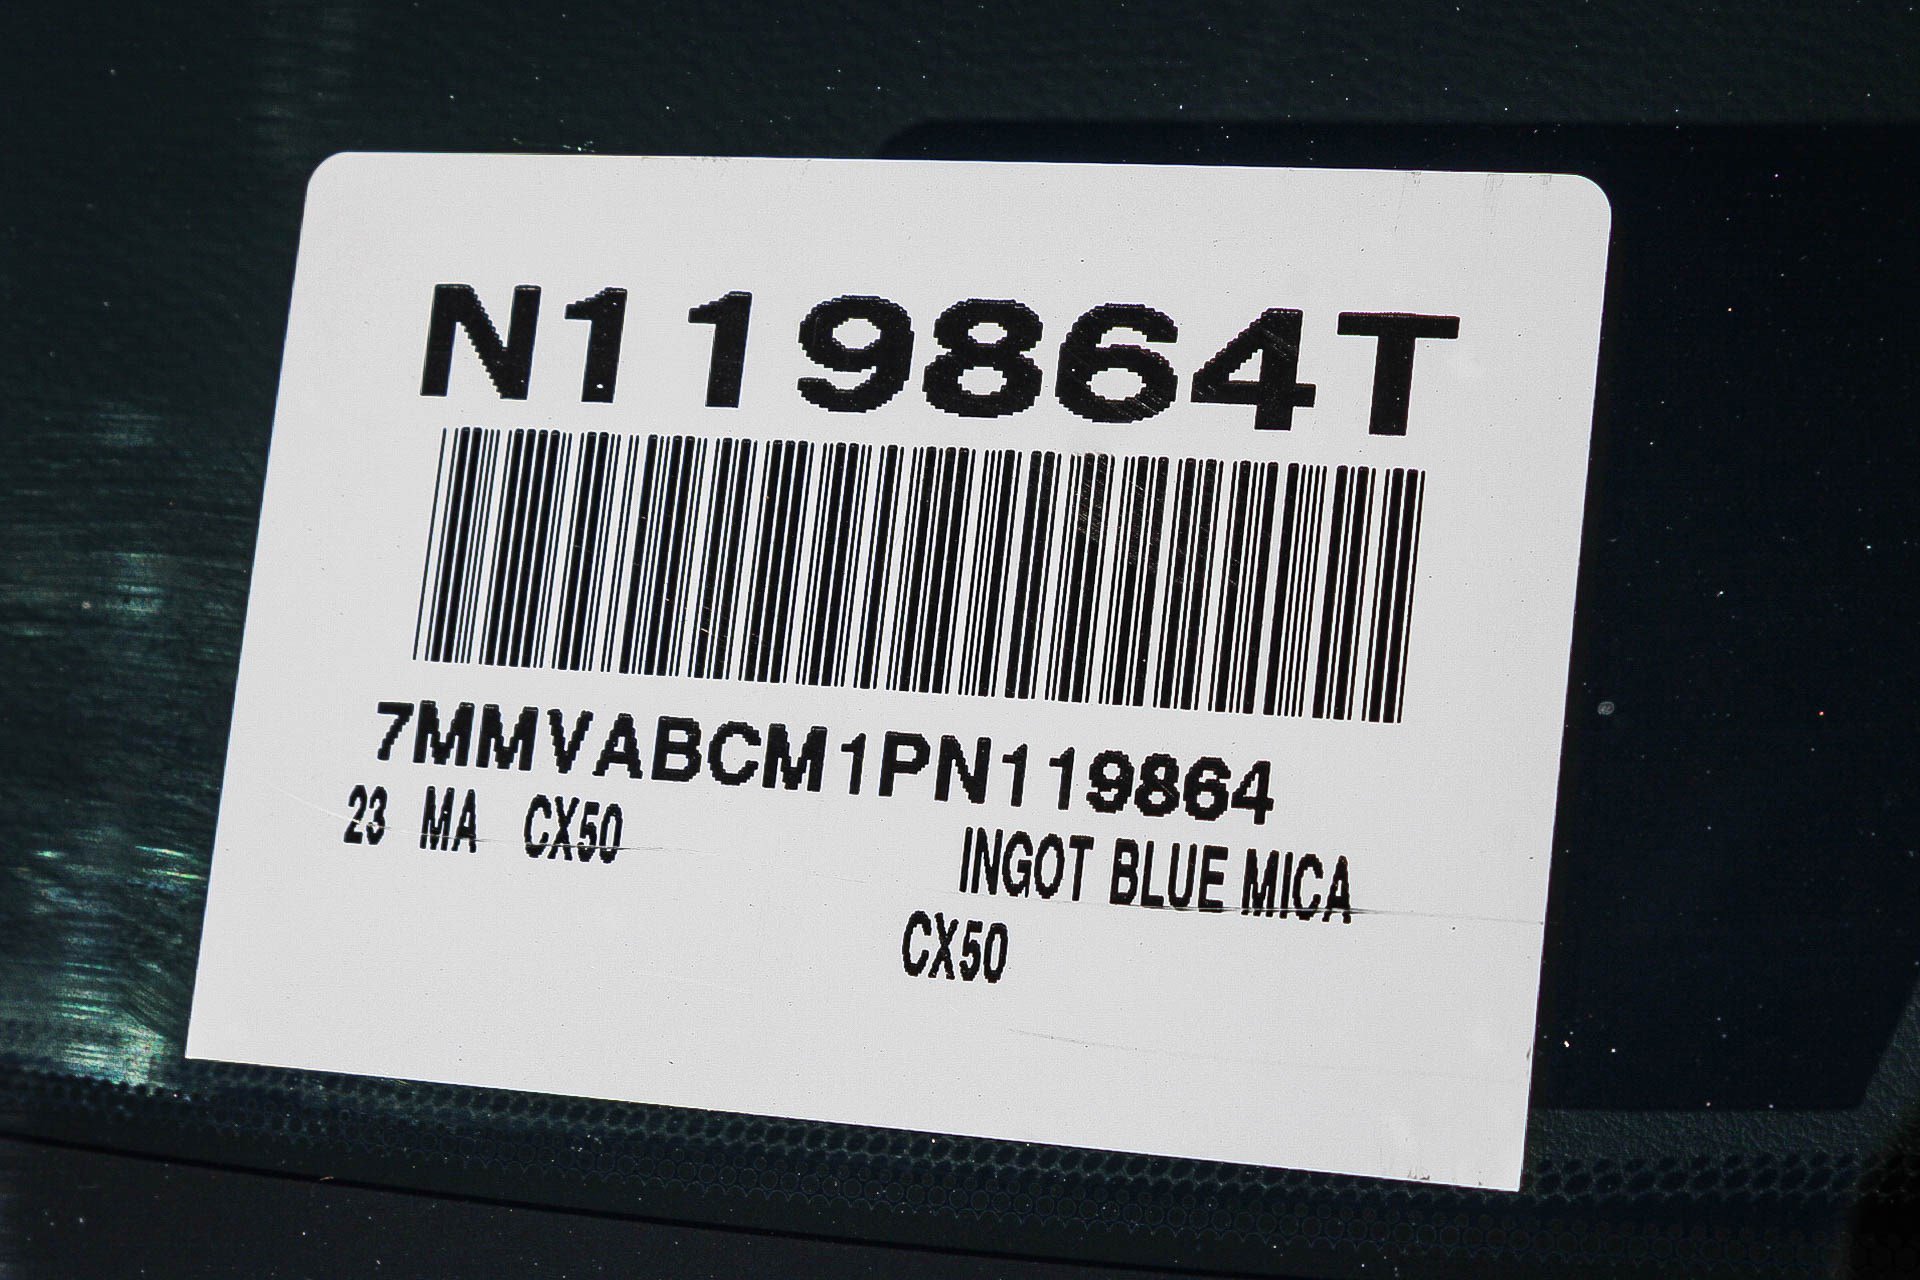 N119864T
7MMVABCM1PN119864
23 MA CX50 INGOT BLUE MICA
CX50